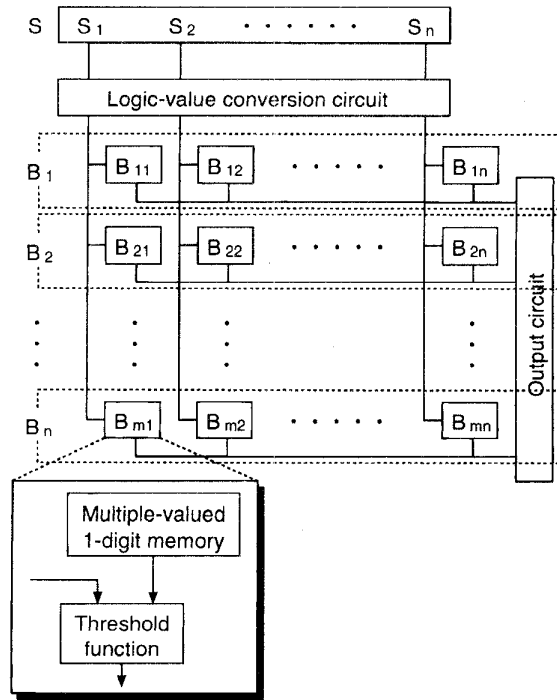 S S1 S2 · · · · · · Sn
Logic-value conversion circuit
B1 B11 B12 · · · · · B1n
B2 B21 B22 · · · · · B2n
Output circuit
Bn Bm1 Bm2 · · · · · Bmn
Multiple-valued
1-digit memory
Threshold
function